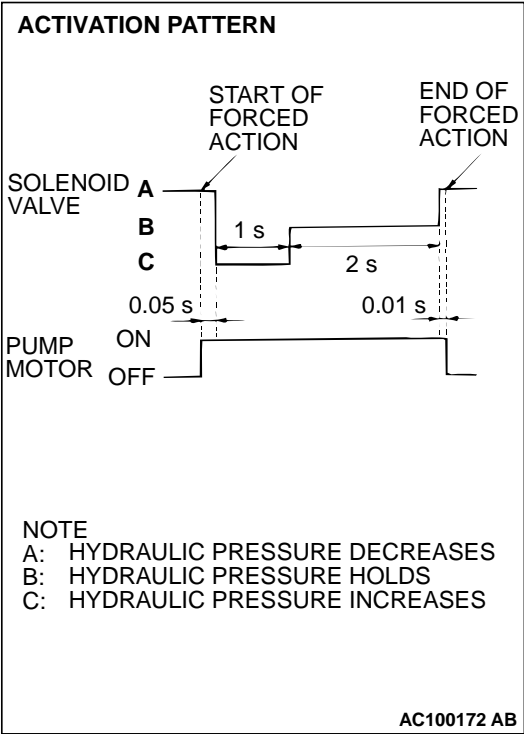 ACTIVATION PATTERN
START OF
FORCED
ACTION
END OF
FORCED
ACTION
SOLENOID
VALVE
A
B
C
1 s
2 s
0.05 s
0.01 s
PUMP
MOTOR
ON
OFF
NOTE
A: HYDRAULIC PRESSURE DECREASES
B: HYDRAULIC PRESSURE HOLDS
C: HYDRAULIC PRESSURE INCREASES
AC100172 AB